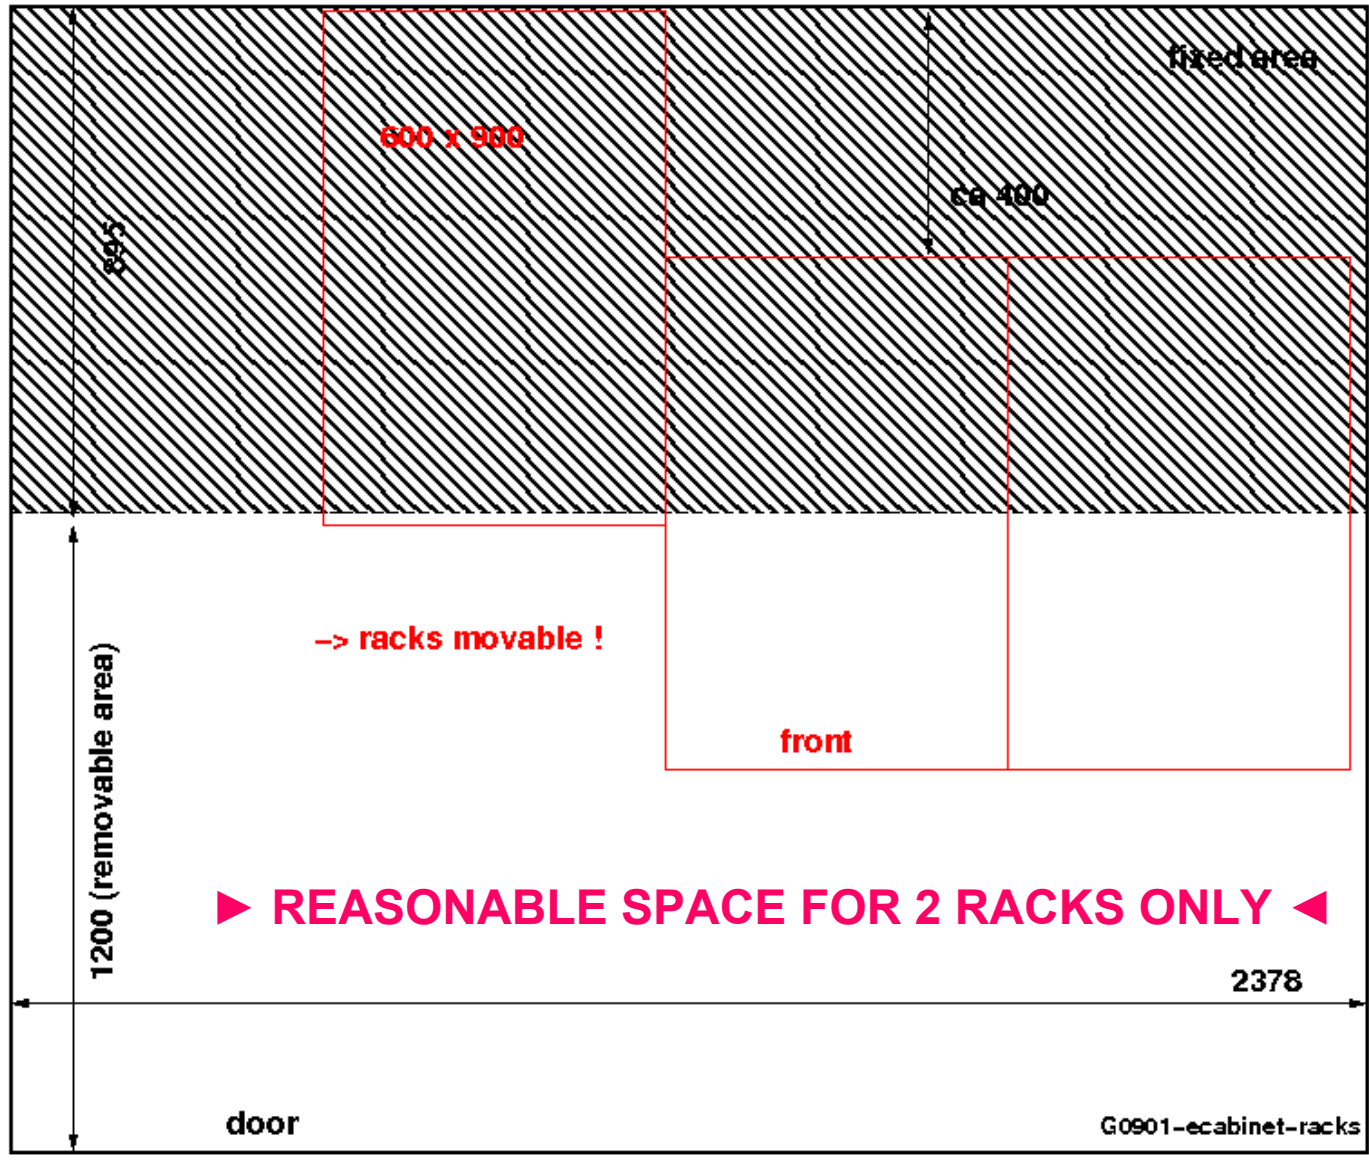 fixed area
600 x 900
ca 400
895
–> racks movable !
front
1200 (removable area)
► REASONABLE SPACE FOR 2 RACKS ONLY ◄
2378
door
G0901–ecabinet–racks